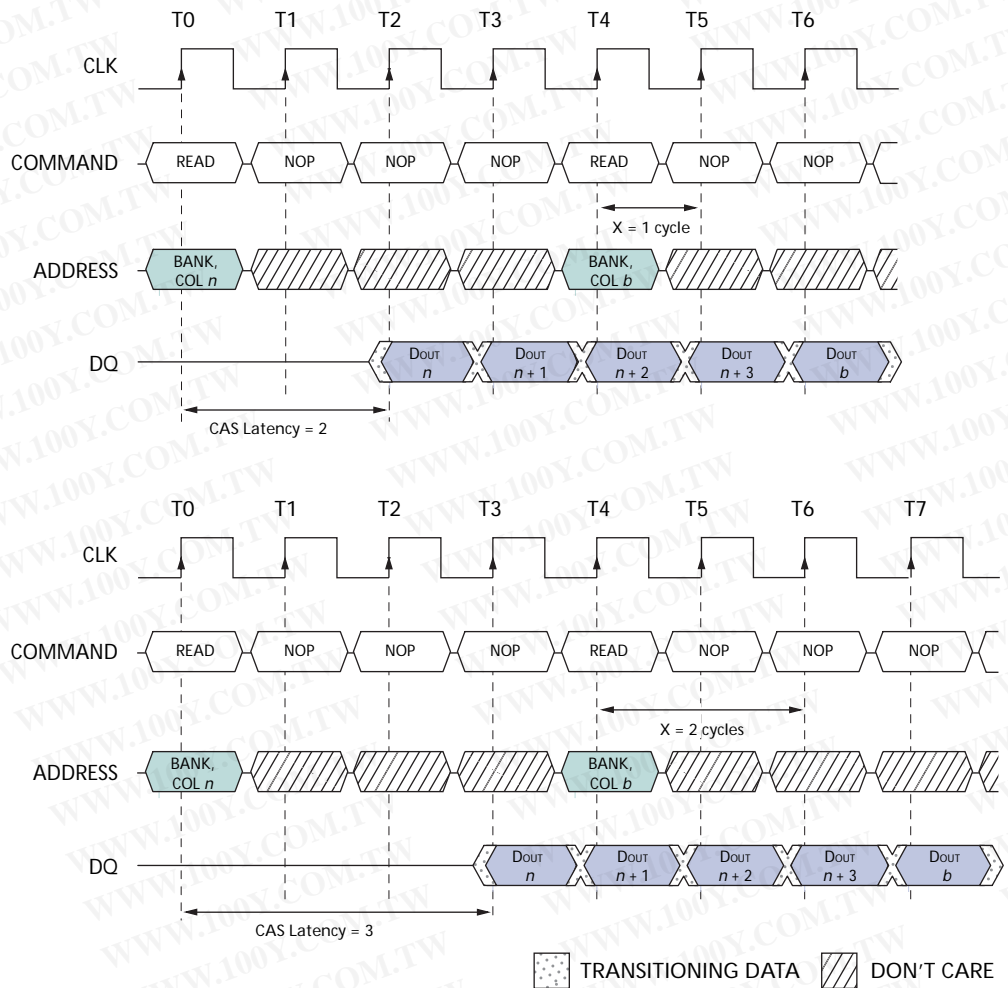 T0 T1 T2 T3 T4 T5 T6
CLK
COMMAND READ NOP NOP NOP READ NOP NOP
X = 1 cycle
ADDRESS BANK, COL n BANK, COL b
DQ DOUT n DOUT n + 1 DOUT n + 2 DOUT n + 3 DOUT b
CAS Latency = 2
T0 T1 T2 T3 T4 T5 T6 T7
CLK
COMMAND READ NOP NOP NOP READ NOP NOP NOP
X = 2 cycles
ADDRESS BANK, COL n BANK, COL b
DQ DOUT n DOUT n + 1 DOUT n + 2 DOUT n + 3 DOUT b
CAS Latency = 3
TRANSITIONING DATA DON'T CARE
WWW.100Y.COM.TW